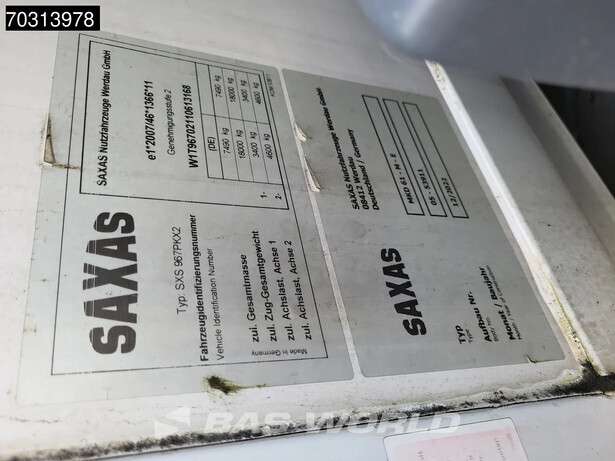 70313978
SAXAS Nutzfahrzeuge Werdau GmbH
e1*2007/46*1366*11
Genehmigungsstufe 2
W1T96702110613168
SAXAS
Typ: SXS 967PKX2
Fahrzeugidentifizierungsnummer
Vehicle Identification Number
(DE)
zul. Gesamtmasse 7490 kg 7490 kg
zul. Zug-Gesamtgewicht 18000 kg 18000 kg
zul. Achslast, Achse 1 1- 3400 kg 3400 kg
zul. Achslast, Achse 2 2- 4600 kg 4600 kg
Made in Germany
SAXAS Nutzfahrzeuge Werdau GmbH
08412 Werdau
Deutschland / Germany
SAXAS
Typ MKD 61 - M - E
Type
Aufbau Nr. 05 - 52911
Body no.
Monat / Baujahr 12/2022
BAS WORLD